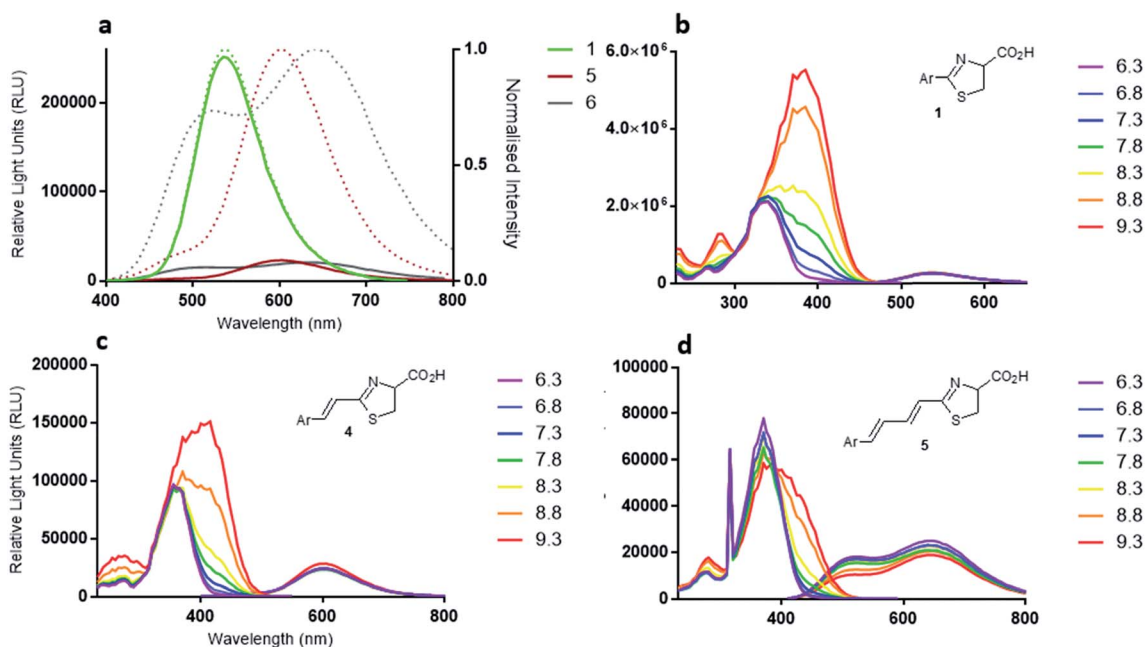 a
Relative Light Units (RLU)
200000
100000
0
400 500 600 700 800
Wavelength (nm)
1.0
0.5
0.0
Normalised Intensity
1
5
6
b
6.0×10⁶
4.0×10⁶
2.0×10⁶
0
300 400 500 600
N
CO₂H
Ar
S
1
6.3
6.8
7.3
7.8
8.3
8.8
9.3
c
Relative Light Units (RLU)
200000
150000
100000
50000
0
400 600 800
Wavelength (nm)
N
CO₂H
Ar
S
4
6.3
6.8
7.3
7.8
8.3
8.8
9.3
d
100000
80000
60000
40000
20000
0
400 600 800
N
CO₂H
S
Ar
5
6.3
6.8
7.3
7.8
8.3
8.8
9.3